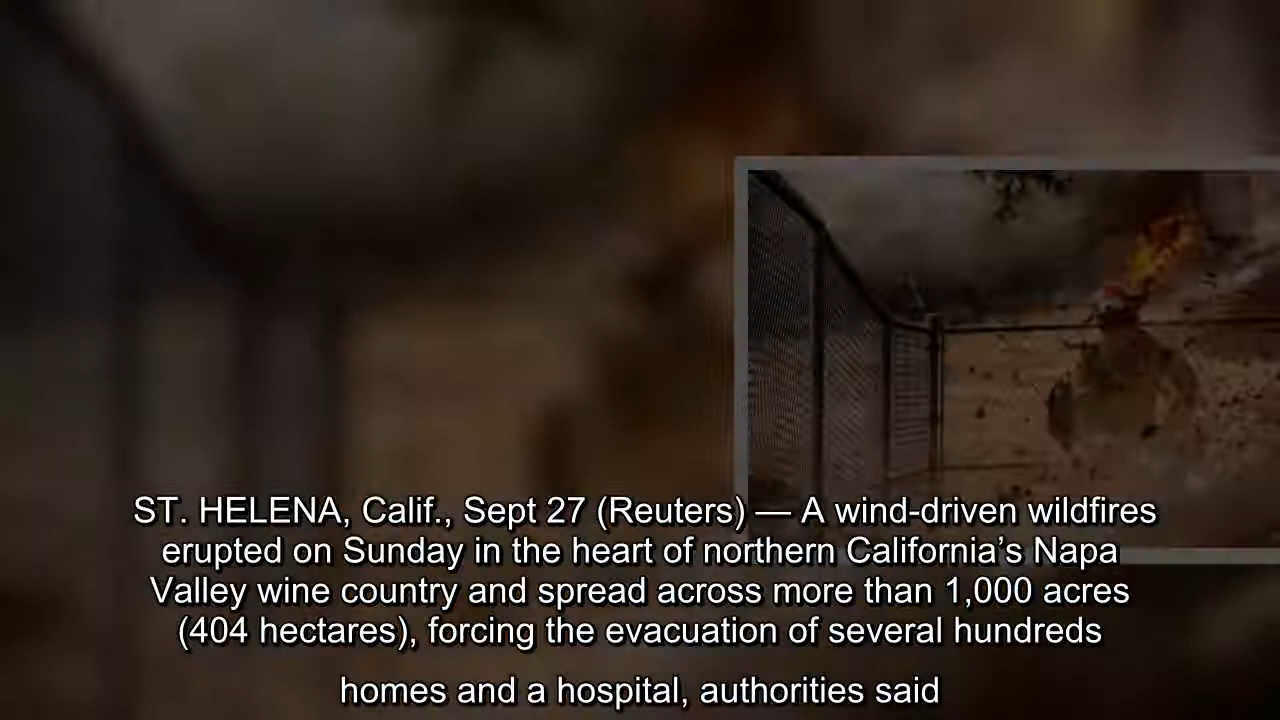 ST. HELENA, Calif., Sept 27 (Reuters) — A wind-driven wildfires
erupted on Sunday in the heart of northern California’s Napa
Valley wine country and spread across more than 1,000 acres
(404 hectares), forcing the evacuation of several hundreds
homes and a hospital, authorities said